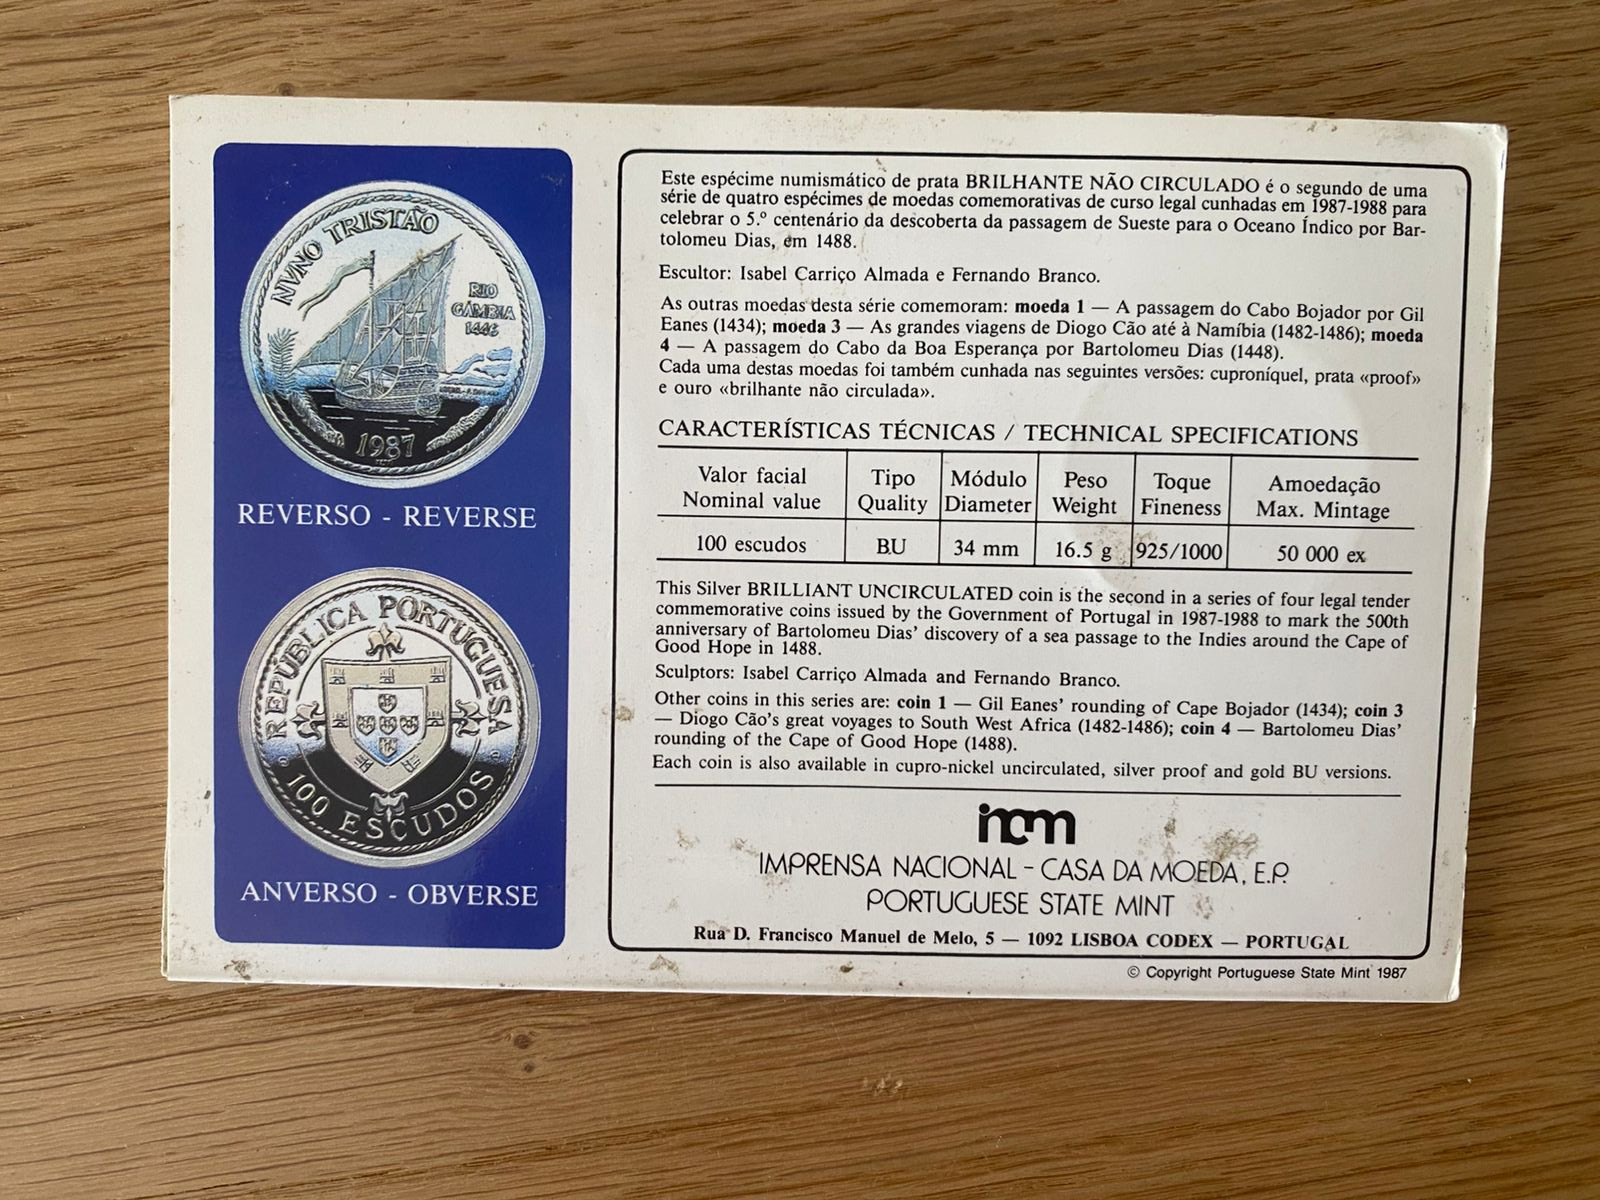 NVNO TRISTÃO
RIO
GÂMBIA
1446
1987
REVERSO - REVERSE
REPÚBLICA PORTUGUESA
100 ESCUDOS
ANVERSO - OBVERSE
Este espécime numismático de prata BRILHANTE NÃO CIRCULADO é o segundo de uma
série de quatro espécimes de moedas comemorativas de curso legal cunhadas em 1987-1988 para
celebrar o 5.º centenário da descoberta da passagem de Sueste para o Oceano Índico por Bar-
tolomeu Dias, em 1488.
Escultor: Isabel Carriço Almada e Fernando Branco.
As outras moedas desta série comemoram: moeda 1 — A passagem do Cabo Bojador por Gil
Eanes (1434); moeda 3 — As grandes viagens de Diogo Cão até à Namíbia (1482-1486); moeda
4 — A passagem do Cabo da Boa Esperança por Bartolomeu Dias (1448).
Cada uma destas moedas foi também cunhada nas seguintes versões: cuproníquel, prata «proof»
e ouro «brilhante não circulada».
CARACTERÍSTICAS TÉCNICAS / TECHNICAL SPECIFICATIONS
Valor facial Tipo Módulo Peso Toque Amoedação
Nominal value Quality Diameter Weight Fineness Max. Mintage
100 escudos BU 34 mm 16.5 g 925/1000 50 000 ex
This Silver BRILLIANT UNCIRCULATED coin is the second in a series of four legal tender
commemorative coins issued by the Government of Portugal in 1987-1988 to mark the 500th
anniversary of Bartolomeu Dias' discovery of a sea passage to the Indies around the Cape of
Good Hope in 1488.
Sculptors: Isabel Carriço Almada and Fernando Branco.
Other coins in this series are: coin 1 — Gil Eanes' rounding of Cape Bojador (1434); coin 3
— Diogo Cão's great voyages to South West Africa (1482-1486); coin 4 — Bartolomeu Dias'
rounding of the Cape of Good Hope (1488).
Each coin is also available in cupro-nickel uncirculated, silver proof and gold BU versions.
incm
IMPRENSA NACIONAL - CASA DA MOEDA, E.P.
PORTUGUESE STATE MINT
Rua D. Francisco Manuel de Melo, 5 — 1092 LISBOA CODEX — PORTUGAL
© Copyright Portuguese State Mint 1987